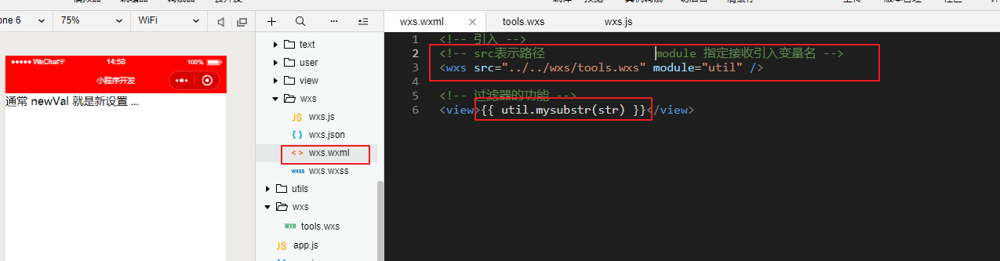 one 6
75%
WiFi
WeChat
14:58
100%
小程序开发
通常 newVal 就是新设置 ...
text
user
view
wxs
JS wxs.js
{ } wxs.json
< > wxs.wxml
wxss wxs.wxss
utils
wxs
WXS tools.wxs
JS app.js
wxs.wxml
tools.wxs
wxs.js
1 <!-- 引入 -->
2 <!-- src表示路径 module 指定接收引入变量名 -->
3 <wxs src="../../wxs/tools.wxs" module="util" />
4
5 <!-- 过滤器的功能 -->
6 <view>{{ util.mysubstr(str) }}</view>